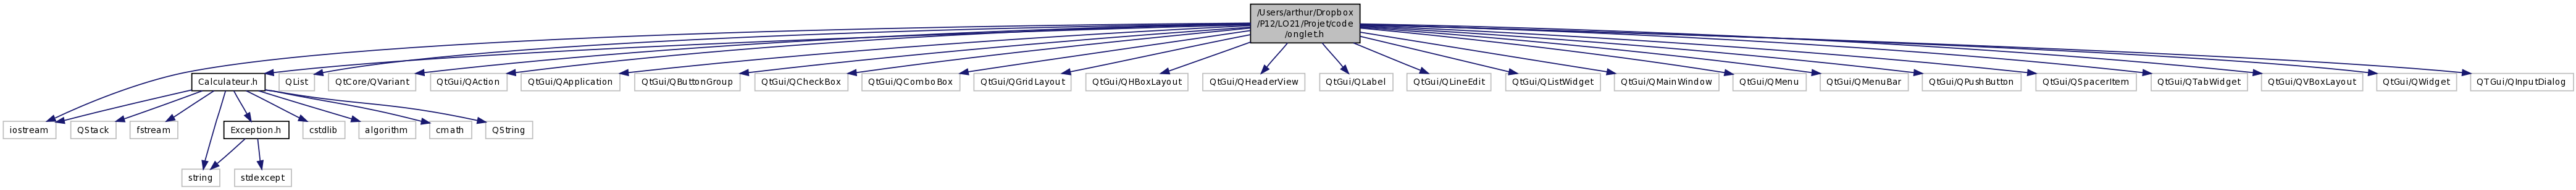 /Users/arthur/Dropbox
/P12/LO21/Projet/code
/onglet.h
Calculateur.h
QList
QtCore/QVariant
QtGui/QAction
QtGui/QApplication
QtGui/QButtonGroup
QtGui/QCheckBox
QtGui/QComboBox
QtGui/QGridLayout
QtGui/QHBoxLayout
QtGui/QHeaderView
QtGui/QLabel
QtGui/QLineEdit
QtGui/QListWidget
QtGui/QMainWindow
QtGui/QMenu
QtGui/QMenuBar
QtGui/QPushButton
QtGui/QSpacerItem
QtGui/QTabWidget
QtGui/QVBoxLayout
QtGui/QWidget
QTGui/QInputDialog
iostream
QStack
fstream
Exception.h
cstdlib
algorithm
cmath
QString
string
stdexcept